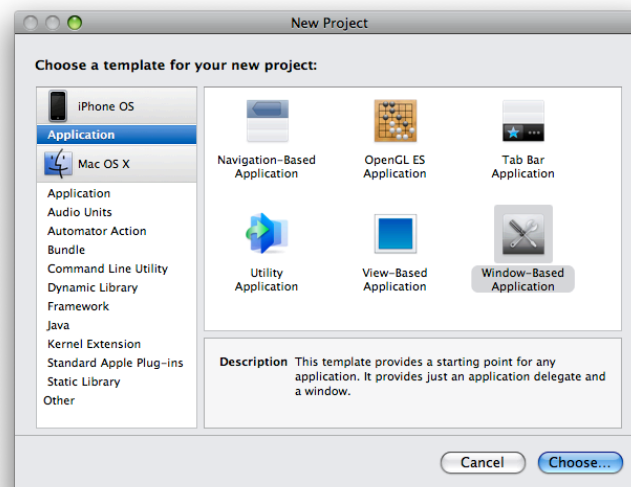 New Project
Choose a template for your new project:
iPhone OS
Application
Mac OS X
Application
Audio Units
Automator Action
Bundle
Command Line Utility
Dynamic Library
Framework
Java
Kernel Extension
Standard Apple Plug-ins
Static Library
Other
Navigation-Based
Application
OpenGL ES
Application
Tab Bar
Application
Utility
Application
View-Based
Application
Window-Based
Application
Description This template provides a starting point for any
application. It provides just an application delegate and
a window.
Cancel
Choose...